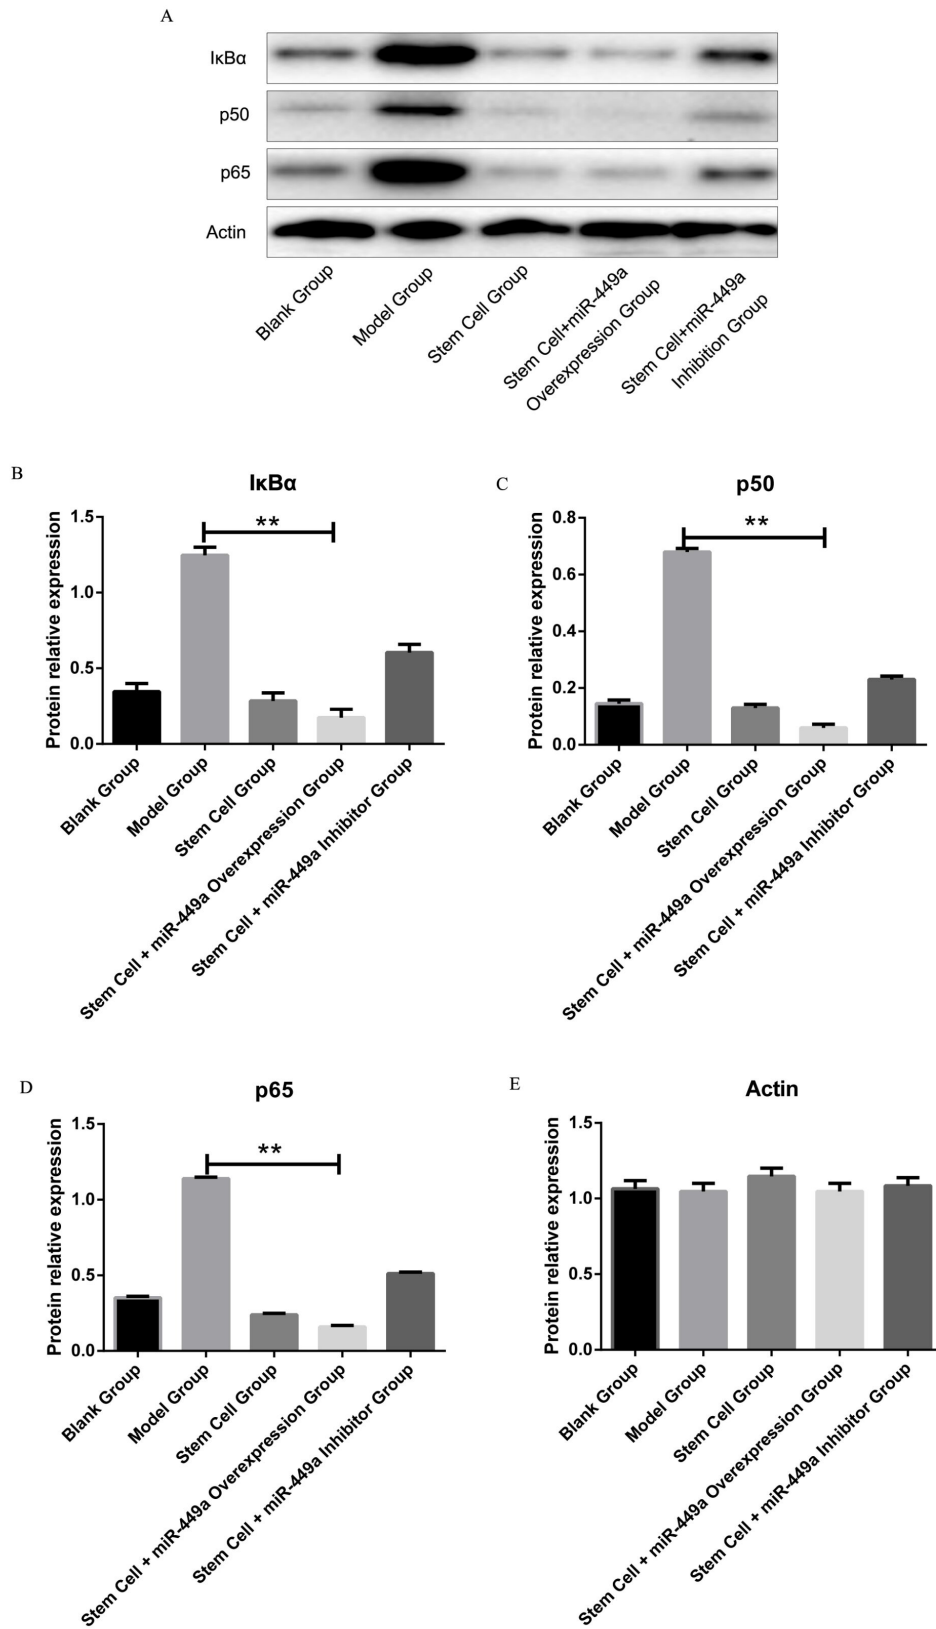 A
IκBα
p50
p65
Actin
Blank Group
Model Group
Stem Cell Group
Stem Cell+miR-449a
Overexpression Group
Stem Cell+miR-449a
Inhibition Group
B
IκBα
Protein relative expression
1.5
1.0
0.5
0.0
**
Blank Group
Model Group
Stem Cell Group
Stem Cell + miR-449a Overexpression Group
Stem Cell + miR-449a Inhibitor Group
C
p50
Protein relative expression
0.8
0.6
0.4
0.2
0.0
**
Blank Group
Model Group
Stem Cell Group
Stem Cell + miR-449a Overexpression Group
Stem Cell + miR-449a Inhibitor Group
D
p65
Protein relative expression
1.5
1.0
0.5
0.0
**
Blank Group
Model Group
Stem Cell Group
Stem Cell + miR-449a Overexpression Group
Stem Cell + miR-449a Inhibitor Group
E
Actin
Protein relative expression
1.5
1.0
0.5
0.0
Blank Group
Model Group
Stem Cell Group
Stem Cell + miR-449a Overexpression Group
Stem Cell + miR-449a Inhibitor Group